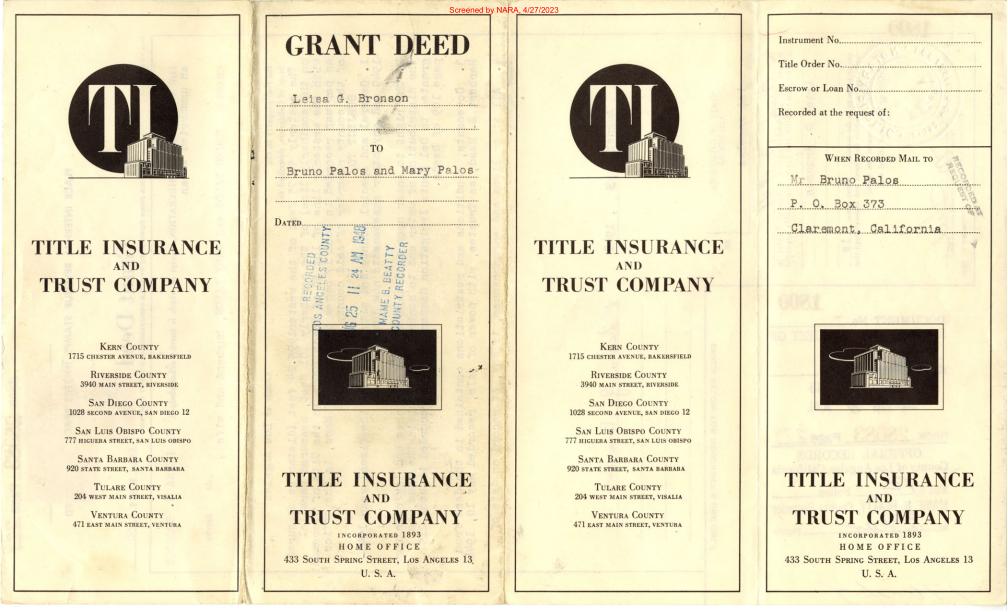 Screened by NARA, 4/27/2023
TI
TITLE INSURANCE
AND
TRUST COMPANY
KERN COUNTY
1715 CHESTER AVENUE, BAKERSFIELD
RIVERSIDE COUNTY
3940 MAIN STREET, RIVERSIDE
SAN DIEGO COUNTY
1028 SECOND AVENUE, SAN DIEGO 12
SAN LUIS OBISPO COUNTY
777 HIGUERA STREET, SAN LUIS OBISPO
SANTA BARBARA COUNTY
920 STATE STREET, SANTA BARBARA
TULARE COUNTY
204 WEST MAIN STREET, VISALIA
VENTURA COUNTY
471 EAST MAIN STREET, VENTURA
GRANT DEED
Leisa G. Bronson
TO
Bruno Palos and Mary Palos
DATED
RECORDED
LOS ANGELES COUNTY
UG 25 11 24 AM 1948
MAME B. BEATTY
COUNTY RECORDER
TITLE INSURANCE
AND
TRUST COMPANY
INCORPORATED 1893
HOME OFFICE
433 SOUTH SPRING STREET, LOS ANGELES 13,
U. S. A.
TI
TITLE INSURANCE
AND
TRUST COMPANY
KERN COUNTY
1715 CHESTER AVENUE, BAKERSFIELD
RIVERSIDE COUNTY
3940 MAIN STREET, RIVERSIDE
SAN DIEGO COUNTY
1028 SECOND AVENUE, SAN DIEGO 12
SAN LUIS OBISPO COUNTY
777 HIGUERA STREET, SAN LUIS OBISPO
SANTA BARBARA COUNTY
920 STATE STREET, SANTA BARBARA
TULARE COUNTY
204 WEST MAIN STREET, VISALIA
VENTURA COUNTY
471 EAST MAIN STREET, VENTURA
Instrument No.
Title Order No.
Escrow or Loan No.
Recorded at the request of:
WHEN RECORDED MAIL TO
Mr Bruno Palos
P. O. Box 373
Claremont, California
RECORDED AT
REQUEST OF
TITLE INSURANCE
AND
TRUST COMPANY
INCORPORATED 1893
HOME OFFICE
433 SOUTH SPRING STREET, LOS ANGELES 13
U. S. A.